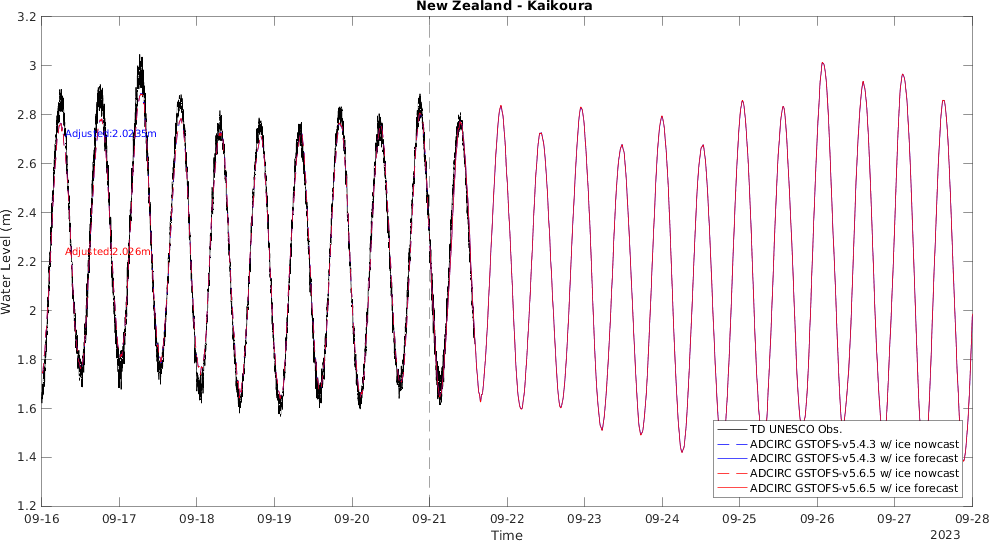 New Zealand - Kaikoura
3.2
3
2.8
2.6
2.4
2.2
2
1.8
1.6
1.4
1.2
Water Level (m)
Adjusted:2.0235m
Adjusted:2.026m
TD UNESCO Obs.
ADCIRC GSTOFS-v5.4.3 w/ ice nowcast
ADCIRC GSTOFS-v5.4.3 w/ ice forecast
ADCIRC GSTOFS-v5.6.5 w/ ice nowcast
ADCIRC GSTOFS-v5.6.5 w/ ice forecast
09-16 09-17 09-18 09-19 09-20 09-21 09-22 09-23 09-24 09-25 09-26 09-27 09-28
Time
2023